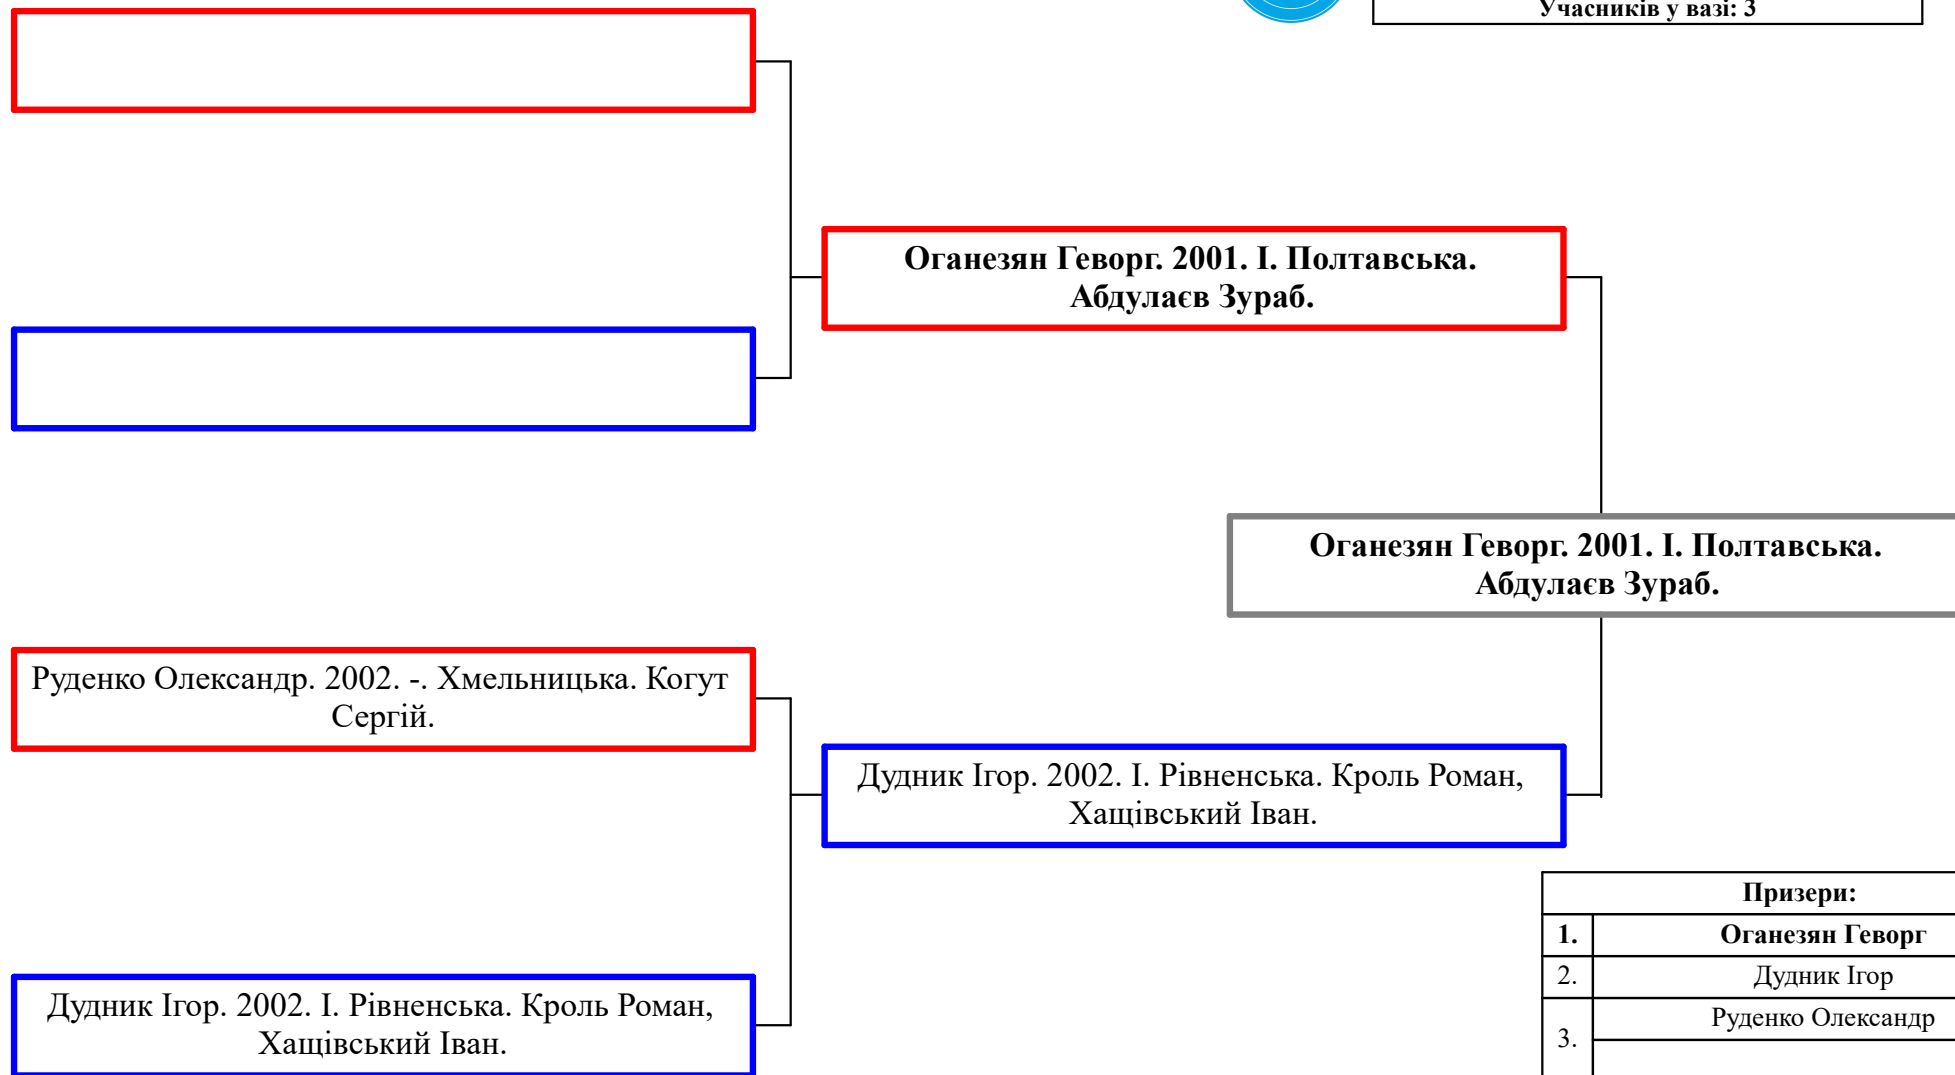 Учасників у вазі: 3
Оганезян Геворг. 2001. І. Полтавська.
Абдулаєв Зураб.
Оганезян Геворг. 2001. І. Полтавська.
Абдулаєв Зураб.
Руденко Олександр. 2002. -. Хмельницька. Когут
Сергій.
Дудник Ігор. 2002. І. Рівненська. Кроль Роман,
Хащівський Іван.
Дудник Ігор. 2002. І. Рівненська. Кроль Роман,
Хащівський Іван.
Призери:
1. Оганезян Геворг
2. Дудник Ігор
3. Руденко Олександр